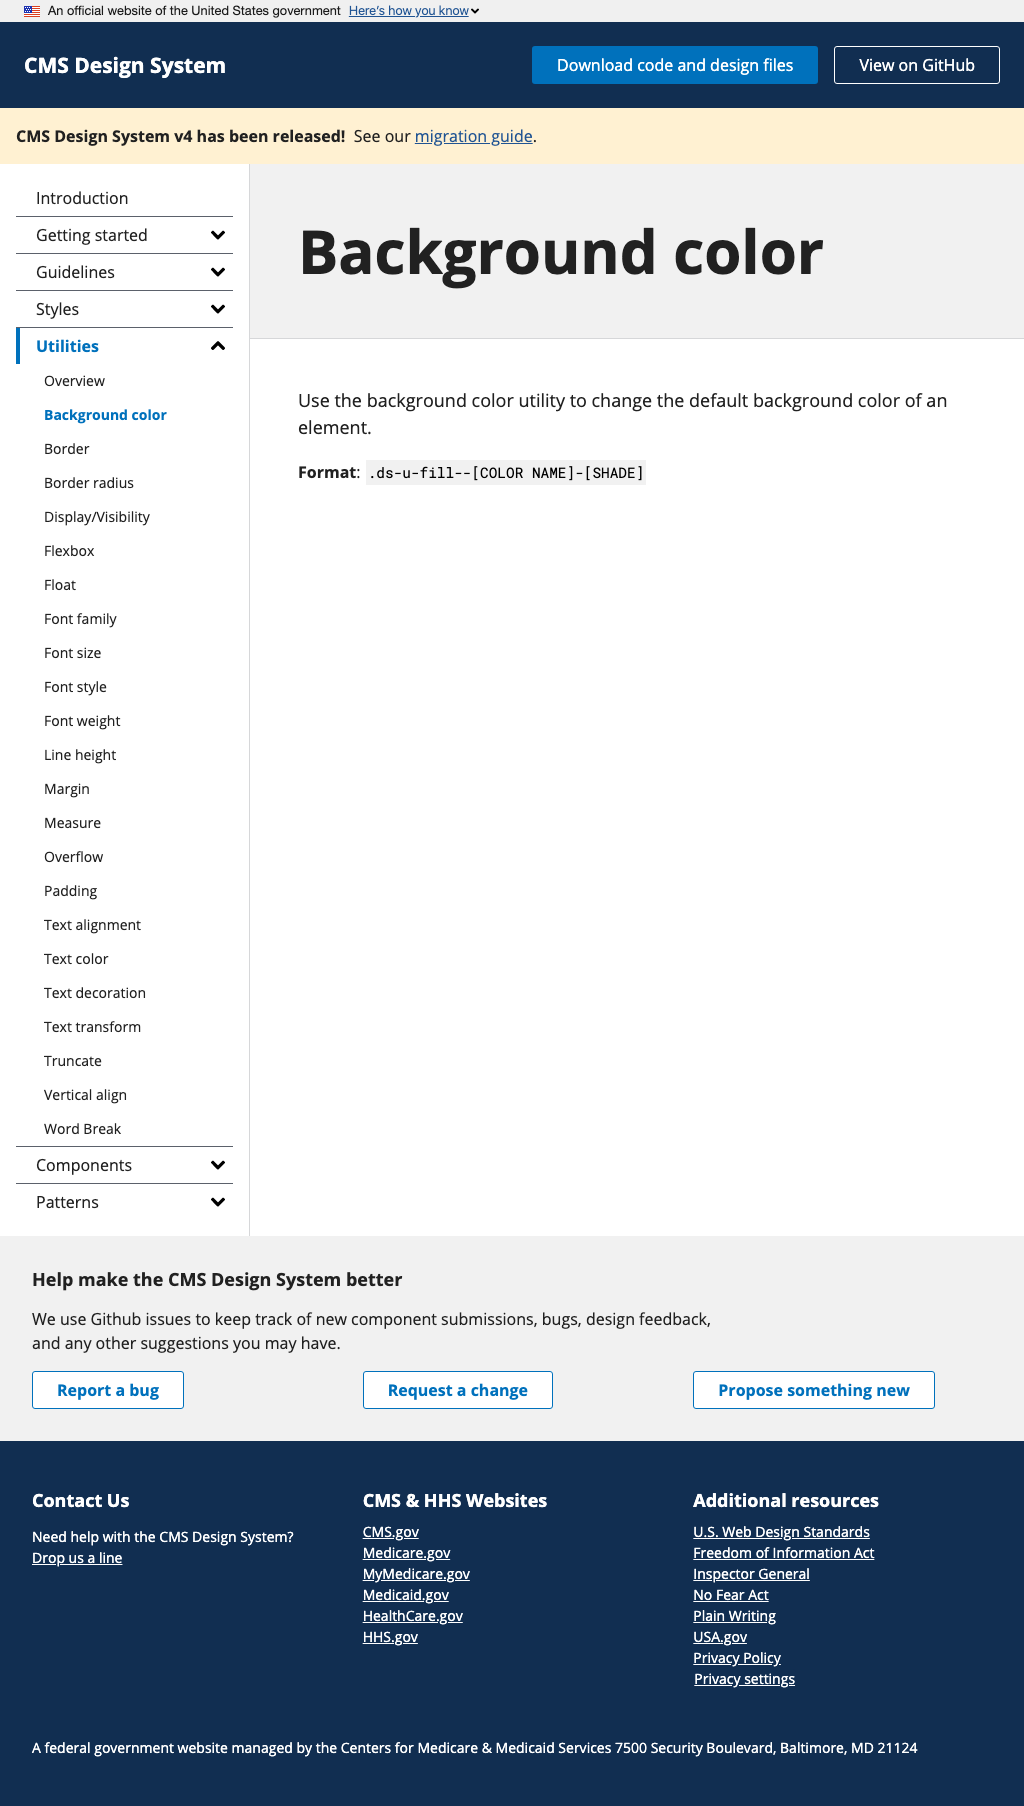 An official website of the United States government Here's how you know
CMS Design System
Download code and design files
View on GitHub
CMS Design System v4 has been released! See our migration guide.
Introduction
Getting started
Guidelines
Styles
Utilities
Overview
Background color
Border
Border radius
Display/Visibility
Flexbox
Float
Font family
Font size
Font style
Font weight
Line height
Margin
Measure
Overflow
Padding
Text alignment
Text color
Text decoration
Text transform
Truncate
Vertical align
Word Break
Components
Patterns
Background color
Use the background color utility to change the default background color of an
element.
Format: .ds-u-fill--[COLOR NAME]-[SHADE]
Help make the CMS Design System better
We use Github issues to keep track of new component submissions, bugs, design feedback,
and any other suggestions you may have.
Report a bug
Request a change
Propose something new
Contact Us
Need help with the CMS Design System?
Drop us a line
CMS & HHS Websites
CMS.gov
Medicare.gov
MyMedicare.gov
Medicaid.gov
HealthCare.gov
HHS.gov
Additional resources
U.S. Web Design Standards
Freedom of Information Act
Inspector General
No Fear Act
Plain Writing
USA.gov
Privacy Policy
Privacy settings
A federal government website managed by the Centers for Medicare & Medicaid Services 7500 Security Boulevard, Baltimore, MD 21124